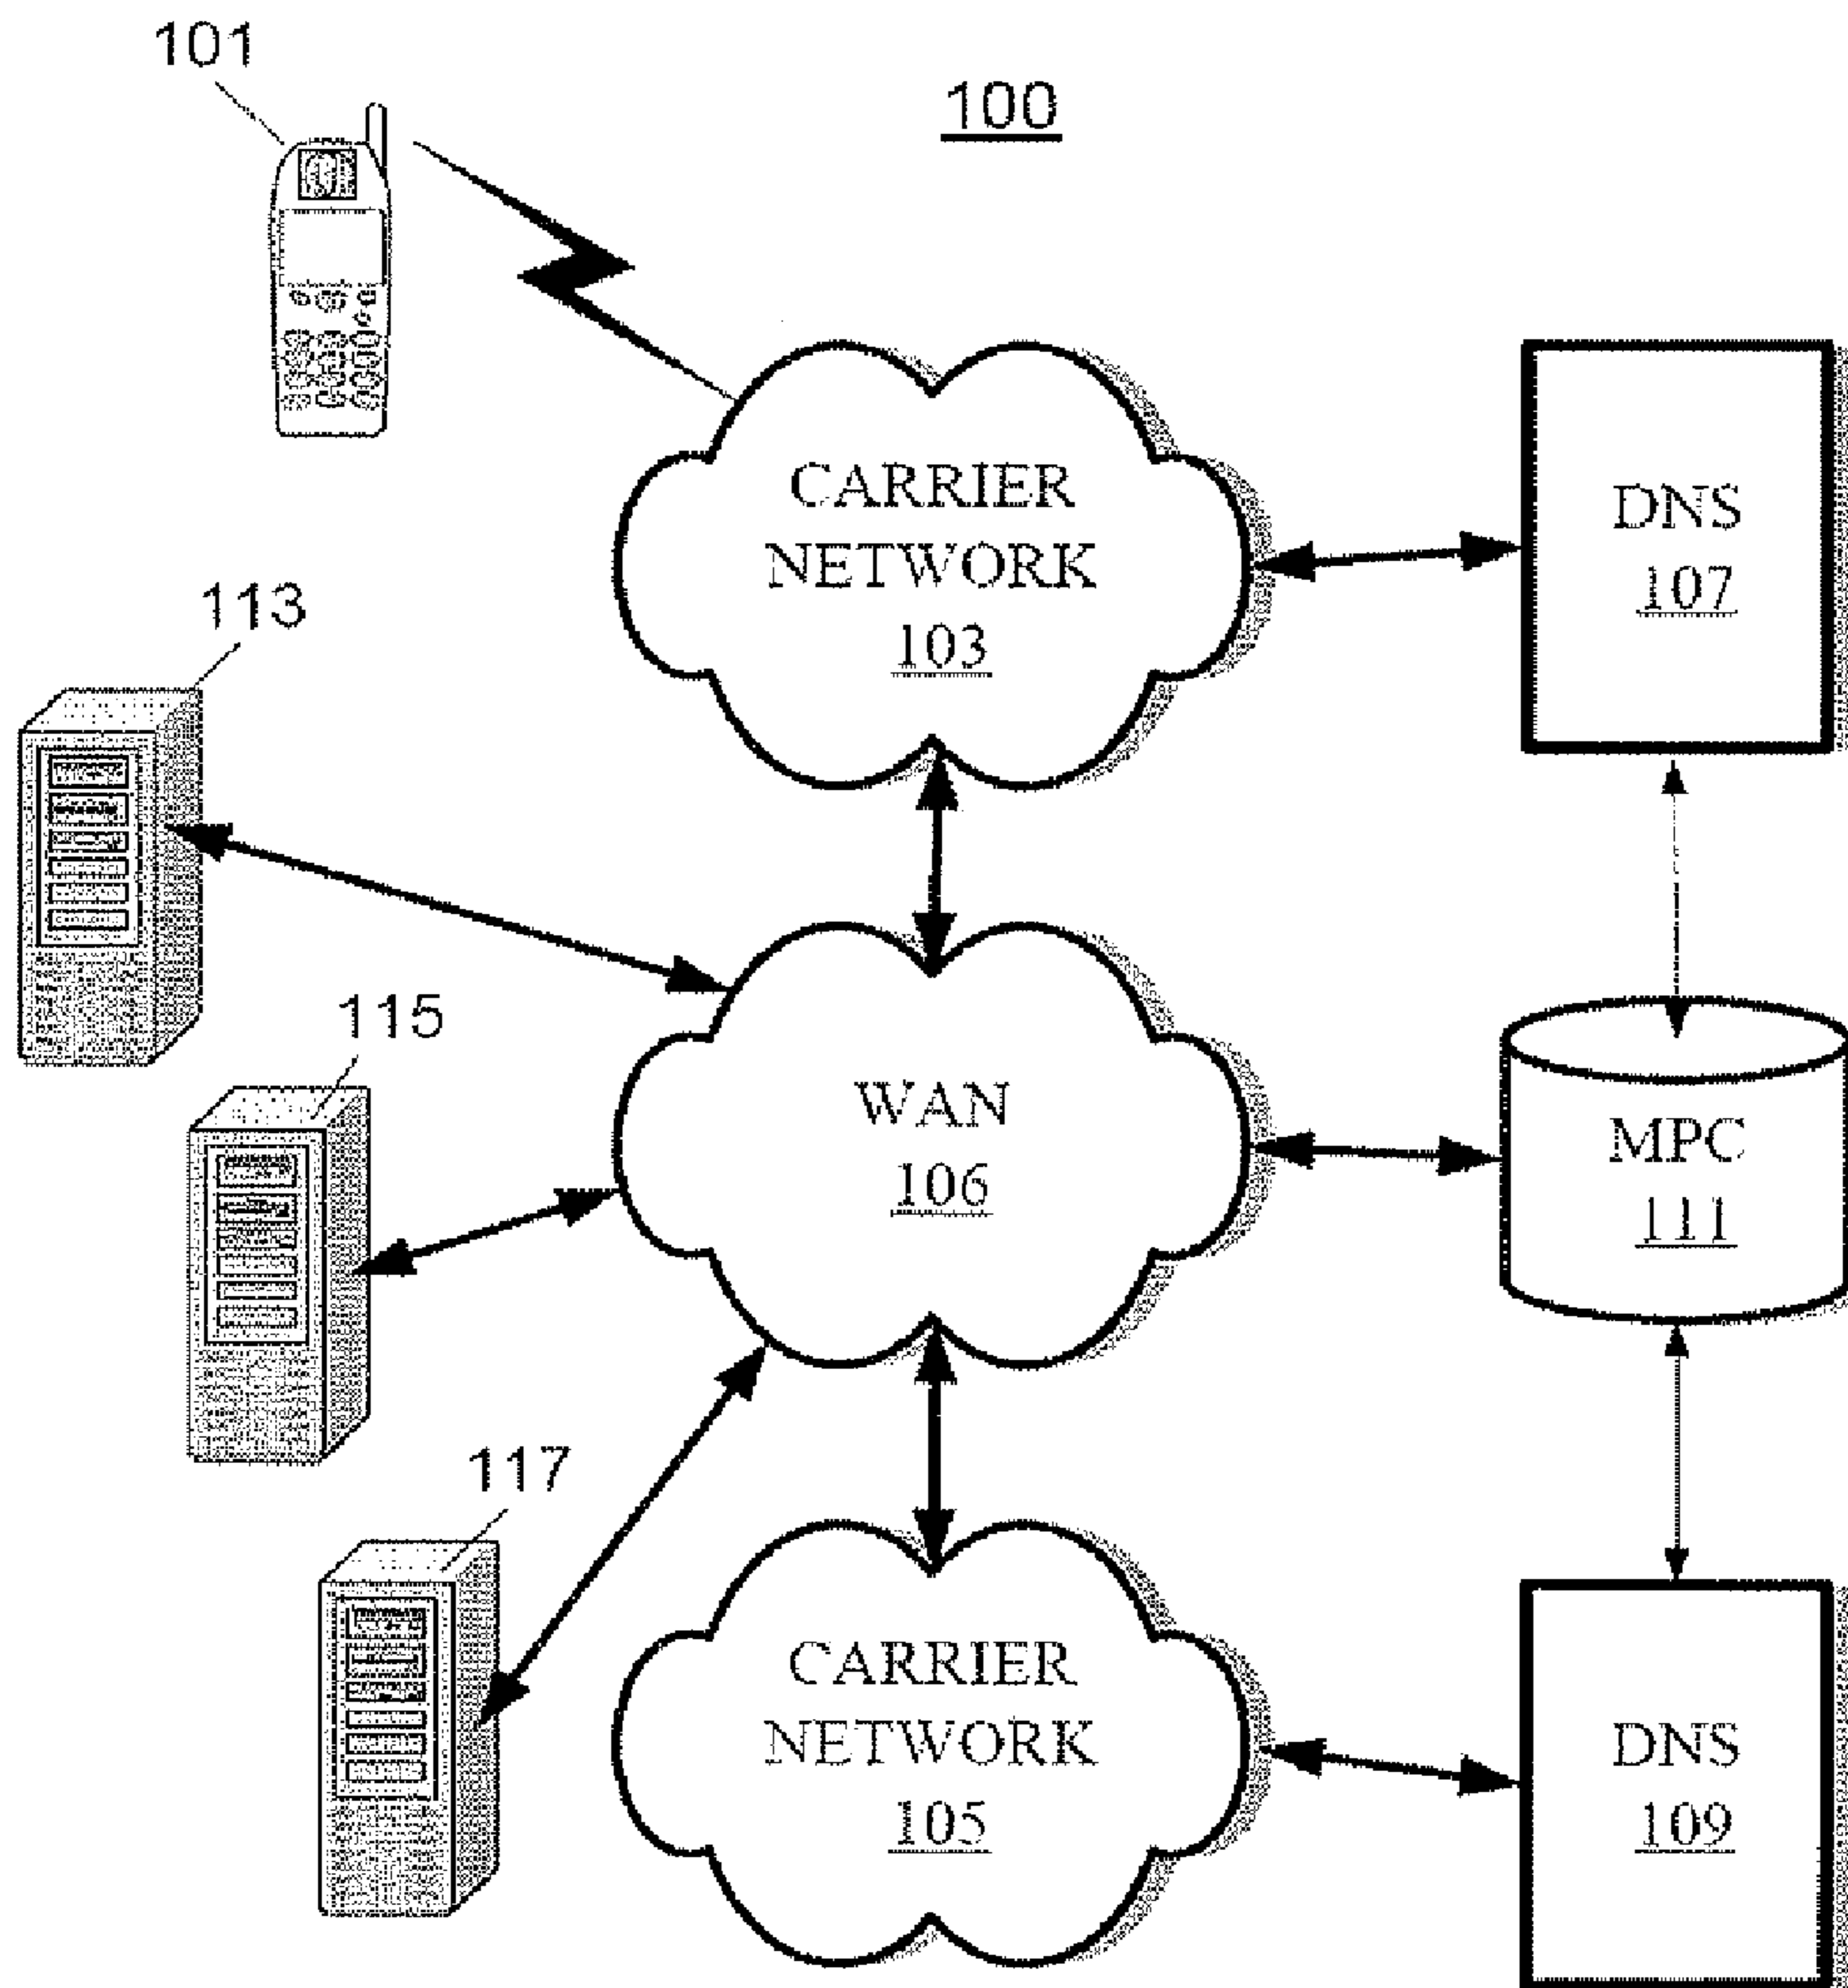 101
100
CARRIER
NETWORK
103
DNS
107
113
115
WAN
106
MPC
111
117
CARRIER
NETWORK
105
DNS
109